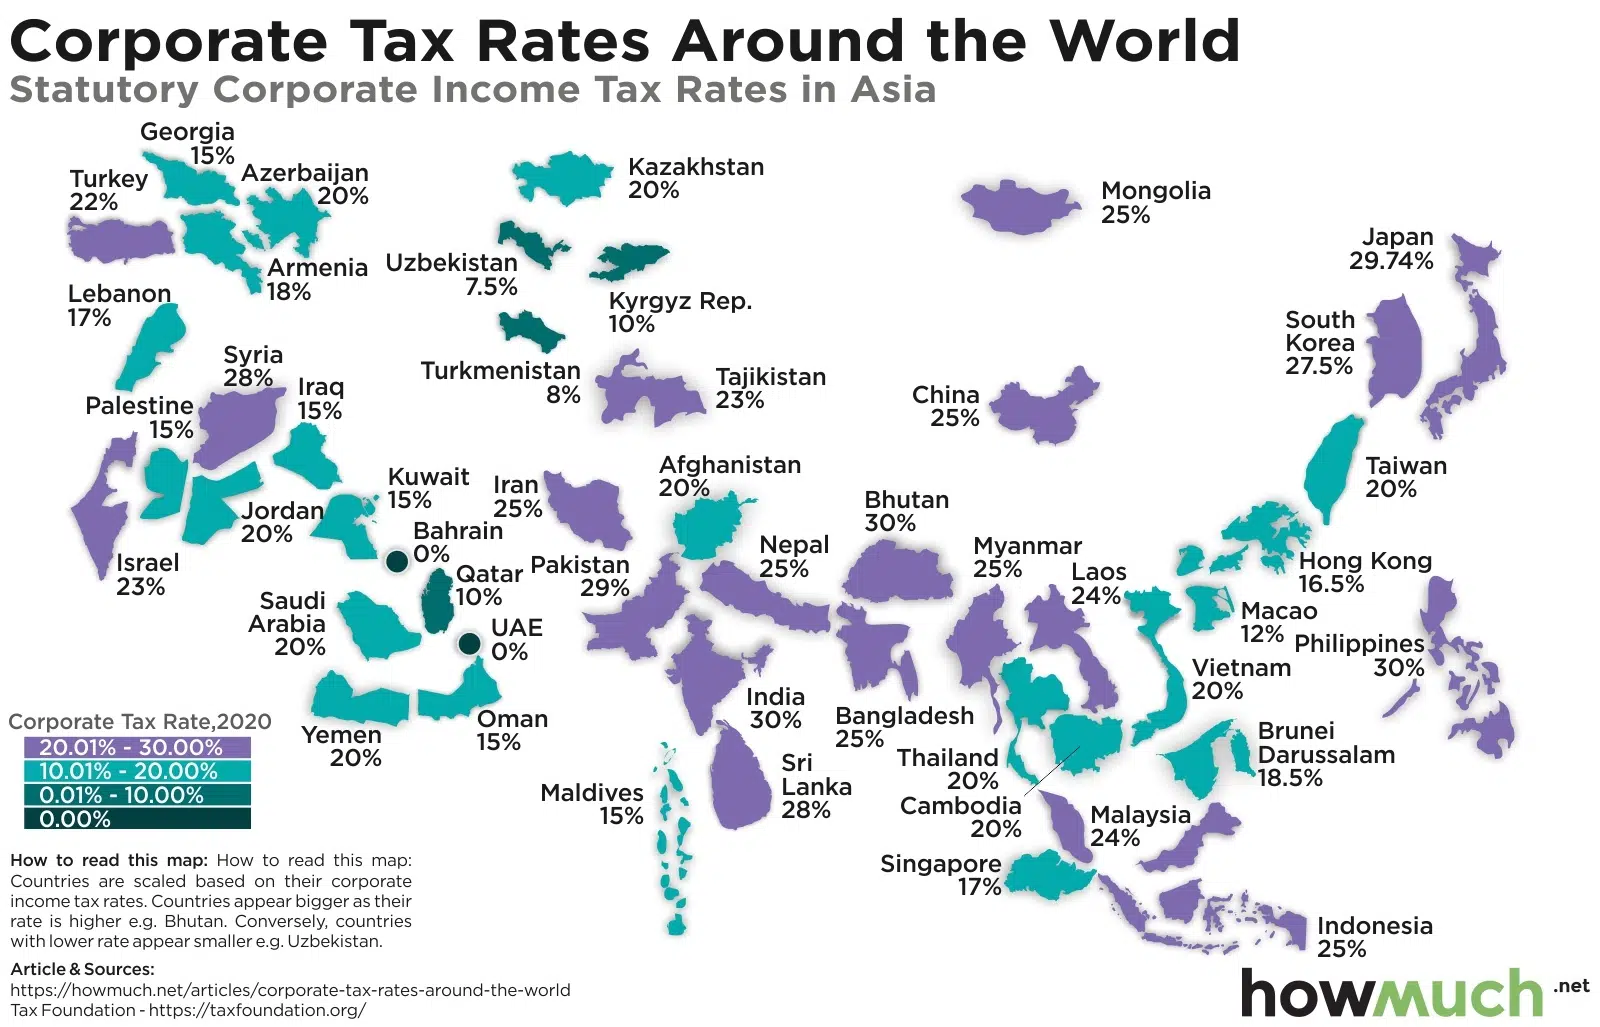 Corporate Tax Rates Around the World
Statutory Corporate Income Tax Rates in Asia
Georgia
15%
Turkey
22%
Azerbaijan
20%
Armenia
18%
Kazakhstan
20%
Mongolia
25%
Japan
29.74%
Uzbekistan
7.5%
Kyrgyz Rep.
10%
Lebanon
17%
South
Korea
27.5%
Syria
28%
Turkmenistan
8%
Tajikistan
23%
Iraq
15%
China
25%
Palestine
15%
Taiwan
20%
Kuwait
15%
Iran
25%
Afghanistan
20%
Bhutan
30%
Jordan
20%
Bahrain
0%
Israel
23%
Qatar
10%
Pakistan
29%
Nepal
25%
Myanmar
25%
Laos
24%
Hong Kong
16.5%
Saudi
Arabia
20%
UAE
0%
Macao
12%
Philippines
30%
Vietnam
20%
India
30%
Bangladesh
25%
Yemen
20%
Oman
15%
Thailand
20%
Brunei
Darussalam
18.5%
Maldives
15%
Sri
Lanka
28%
Cambodia
20%
Malaysia
24%
Singapore
17%
Indonesia
25%
Corporate Tax Rate,2020
20.01% - 30.00%
10.01% - 20.00%
0.01% - 10.00%
0.00%
How to read this map: How to read this map:
Countries are scaled based on their corporate
income tax rates. Countries appear bigger as their
rate is higher e.g. Bhutan. Conversely, countries
with lower rate appear smaller e.g. Uzbekistan.
Article & Sources:
https://howmuch.net/articles/corporate-tax-rates-around-the-world
Tax Foundation - https://taxfoundation.org/
howmuch.net